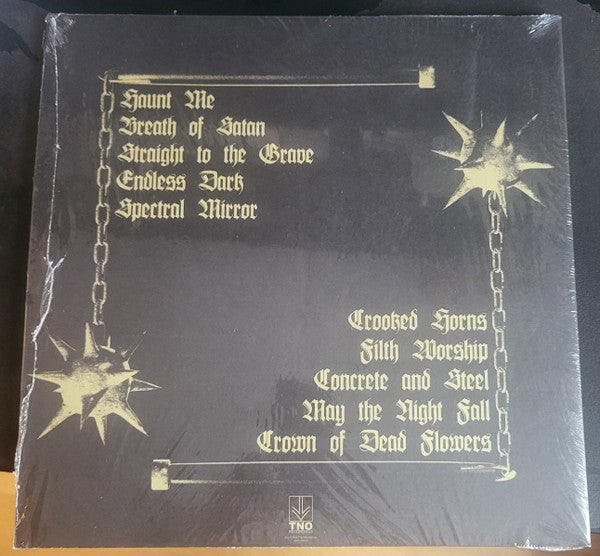 Haunt Me
Breath of Satan
Straight to the Grave
Endless Dark
Spectral Mirror
Crooked Horns
Filth Worship
Concrete and Steel
May the Night Fall
Crown of Dead Flowers
TNO